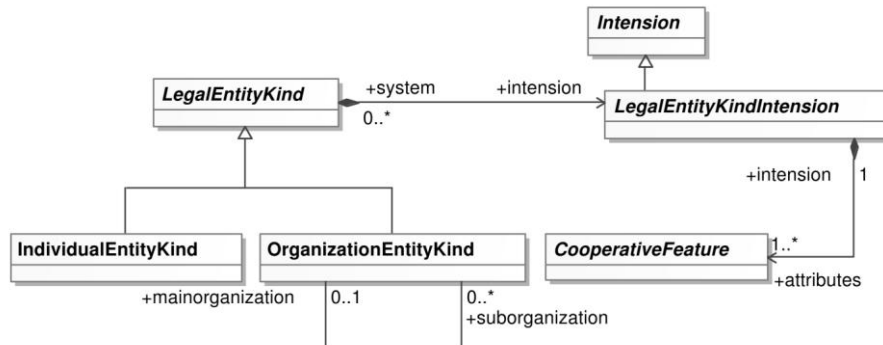 Intension
LegalEntityKind
+system
+intension
0..*
LegalEntityKindIntension
+intension
1
IndividualEntityKind
OrganizationEntityKind
CooperativeFeature
1..*
+attributes
+mainorganization
0..1
0..*
+suborganization